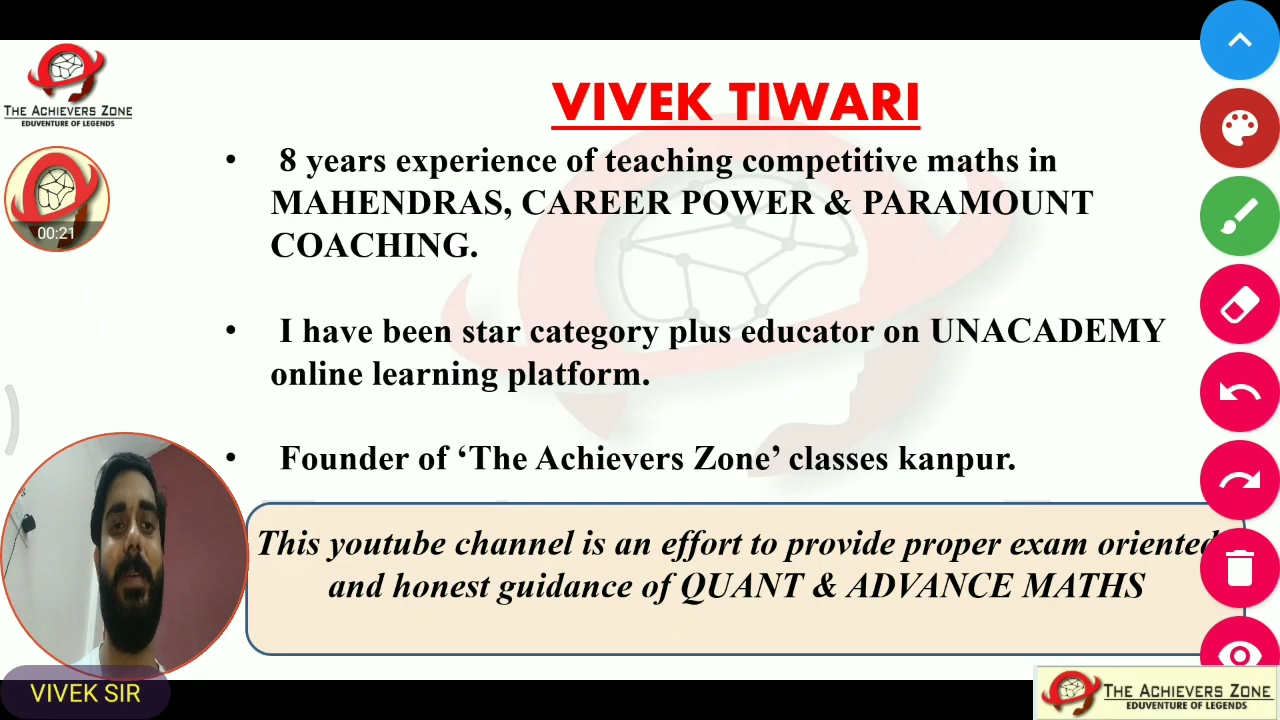 THE ACHIEVERS ZONE
EDUVENTURE OF LEGENDS
00:21
VIVEK TIWARI
• 8 years experience of teaching competitive maths in
MAHENDRAS, CAREER POWER & PARAMOUNT
COACHING.
• I have been star category plus educator on UNACADEMY
online learning platform.
• Founder of ‘The Achievers Zone’ classes kanpur.
This youtube channel is an effort to provide proper exam oriented
and honest guidance of QUANT & ADVANCE MATHS
VIVEK SIR
THE ACHIEVERS ZONE
EDUVENTURE OF LEGENDS